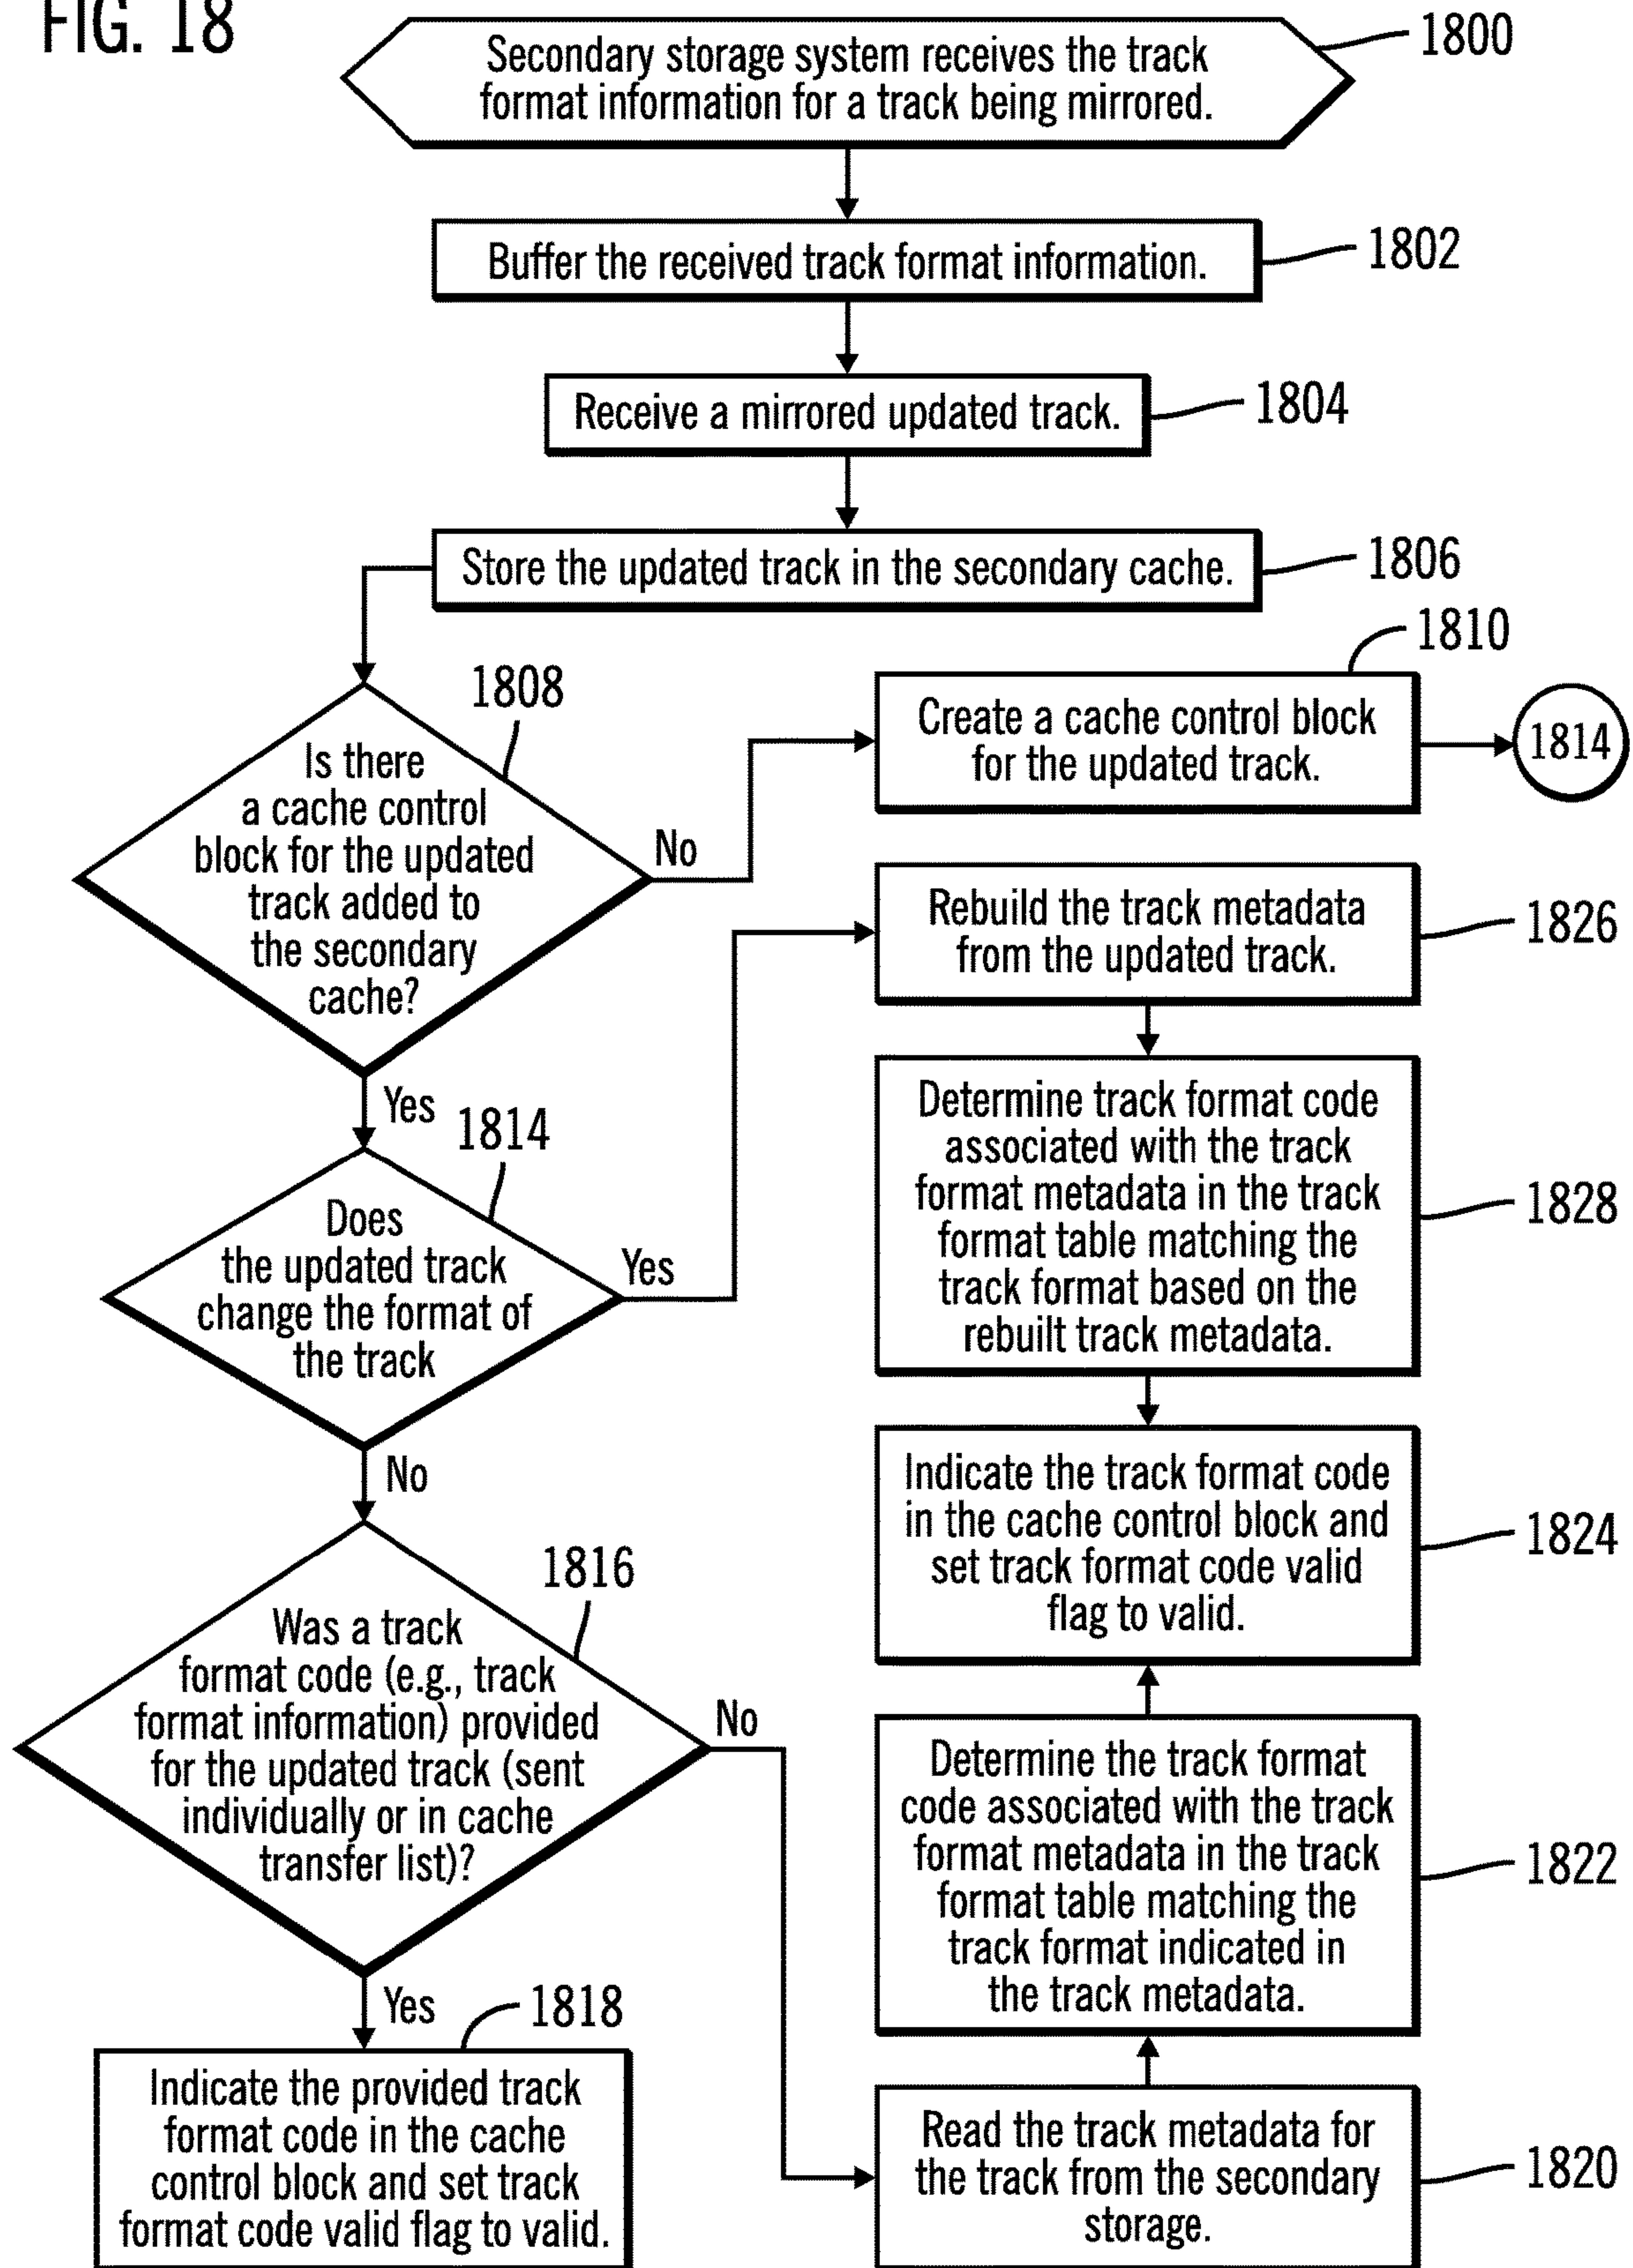 FIG. 18
Secondary storage system receives the track
format information for a track being mirrored.
1800
Buffer the received track format information.
1802
Receive a mirrored updated track.
1804
Store the updated track in the secondary cache.
1806
1808
Is there
a cache control
block for the updated
track added to
the secondary
cache?
No
Yes
1810
Create a cache control block
for the updated track.
1814
1814
Does
the updated track
change the format of
the track
Yes
No
Rebuild the track metadata
from the updated track.
1826
Determine track format code
associated with the track
format metadata in the track
format table matching the
track format based on the
rebuilt track metadata.
1828
Indicate the track format code
in the cache control block and
set track format code valid
flag to valid.
1824
1816
Was a track
format code (e.g., track
format information) provided
for the updated track (sent
individually or in cache
transfer list)?
No
Yes
Determine the track format
code associated with the track
format metadata in the track
format table matching the
track format indicated in
the track metadata.
1822
1818
Indicate the provided track
format code in the cache
control block and set track
format code valid flag to valid.
Read the track metadata for
the track from the secondary
storage.
1820